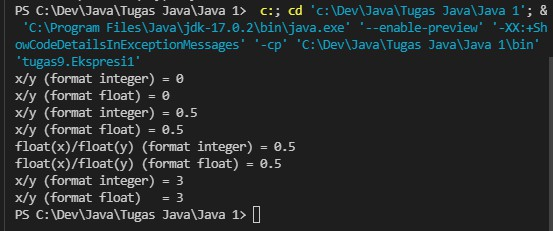 PS C:\Dev\Java\Tugas Java\Java 1>  c:; cd 'c:\Dev\Java\Tugas Java\Java 1'; &
 'C:\Program Files\Java\jdk-17.0.2\bin\java.exe' '--enable-preview' '-XX:+Sh
owCodeDetailsInExceptionMessages' '-cp' 'C:\Dev\Java\Tugas Java\Java 1\bin'
'tugas9.Ekspresi1'
x/y (format integer) = 0
x/y (format float) = 0
x/y (format integer) = 0.5
x/y (format float) = 0.5
float(x)/float(y) (format integer) = 0.5
float(x)/float(y) (format float) = 0.5
x/y (format integer) = 3
x/y (format float)   = 3
PS C:\Dev\Java\Tugas Java\Java 1>